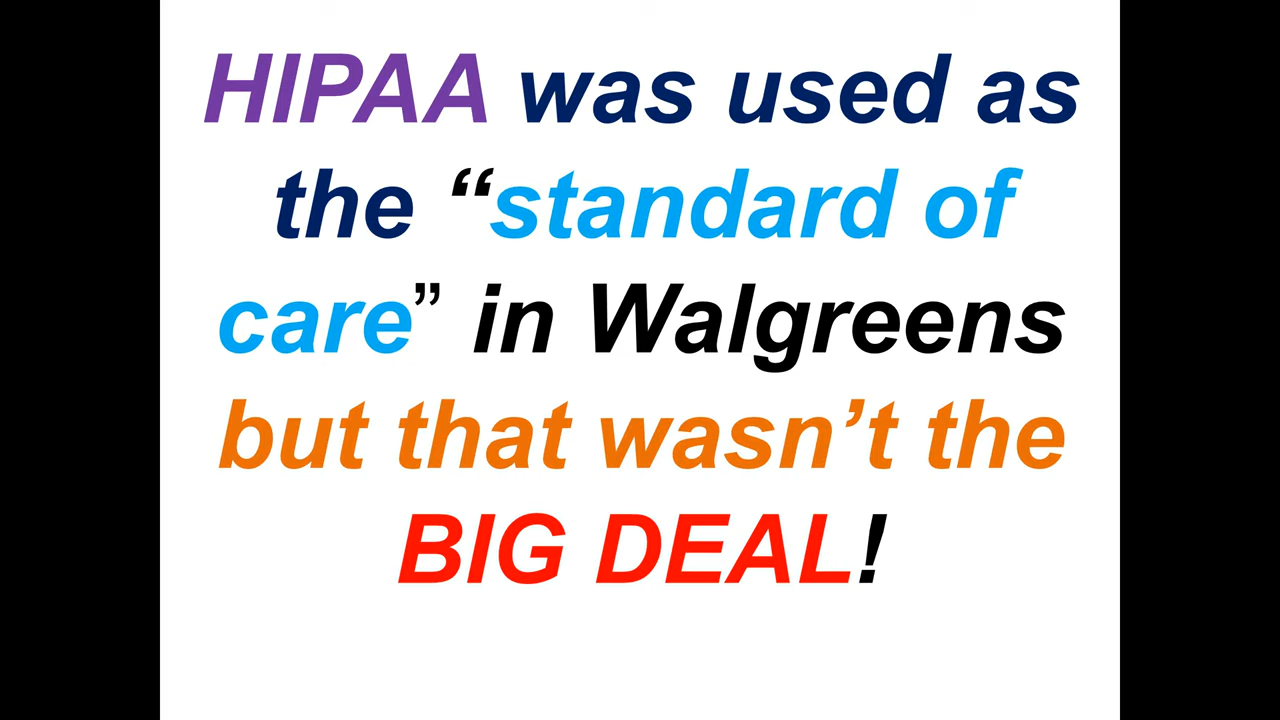 HIPAA was used as
the “standard of
care” in Walgreens
but that wasn’t the
BIG DEAL!